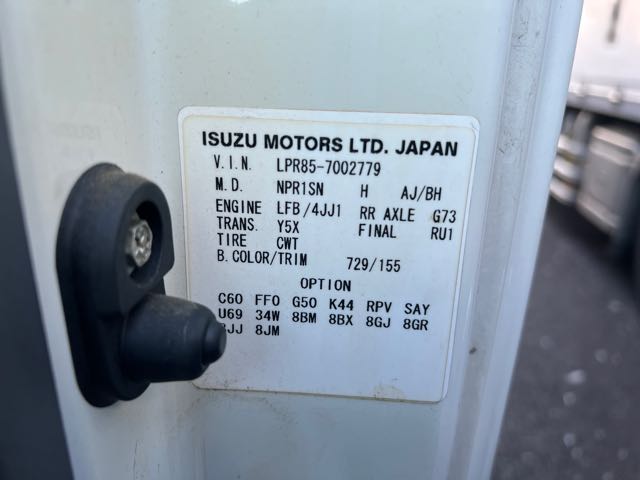 ISUZU MOTORS LTD. JAPAN
V.I.N. LPR85-7002779
M.D. NPR1SN H AJ/BH
ENGINE LFB/4JJ1 RR AXLE G73
TRANS. Y5X FINAL RU1
TIRE CWT
B.COLOR/TRIM 729/155
OPTION
C60 FF0 G50 K44 RPV SAY
U69 34W 8BM 8BX 8GJ 8GR
8JM